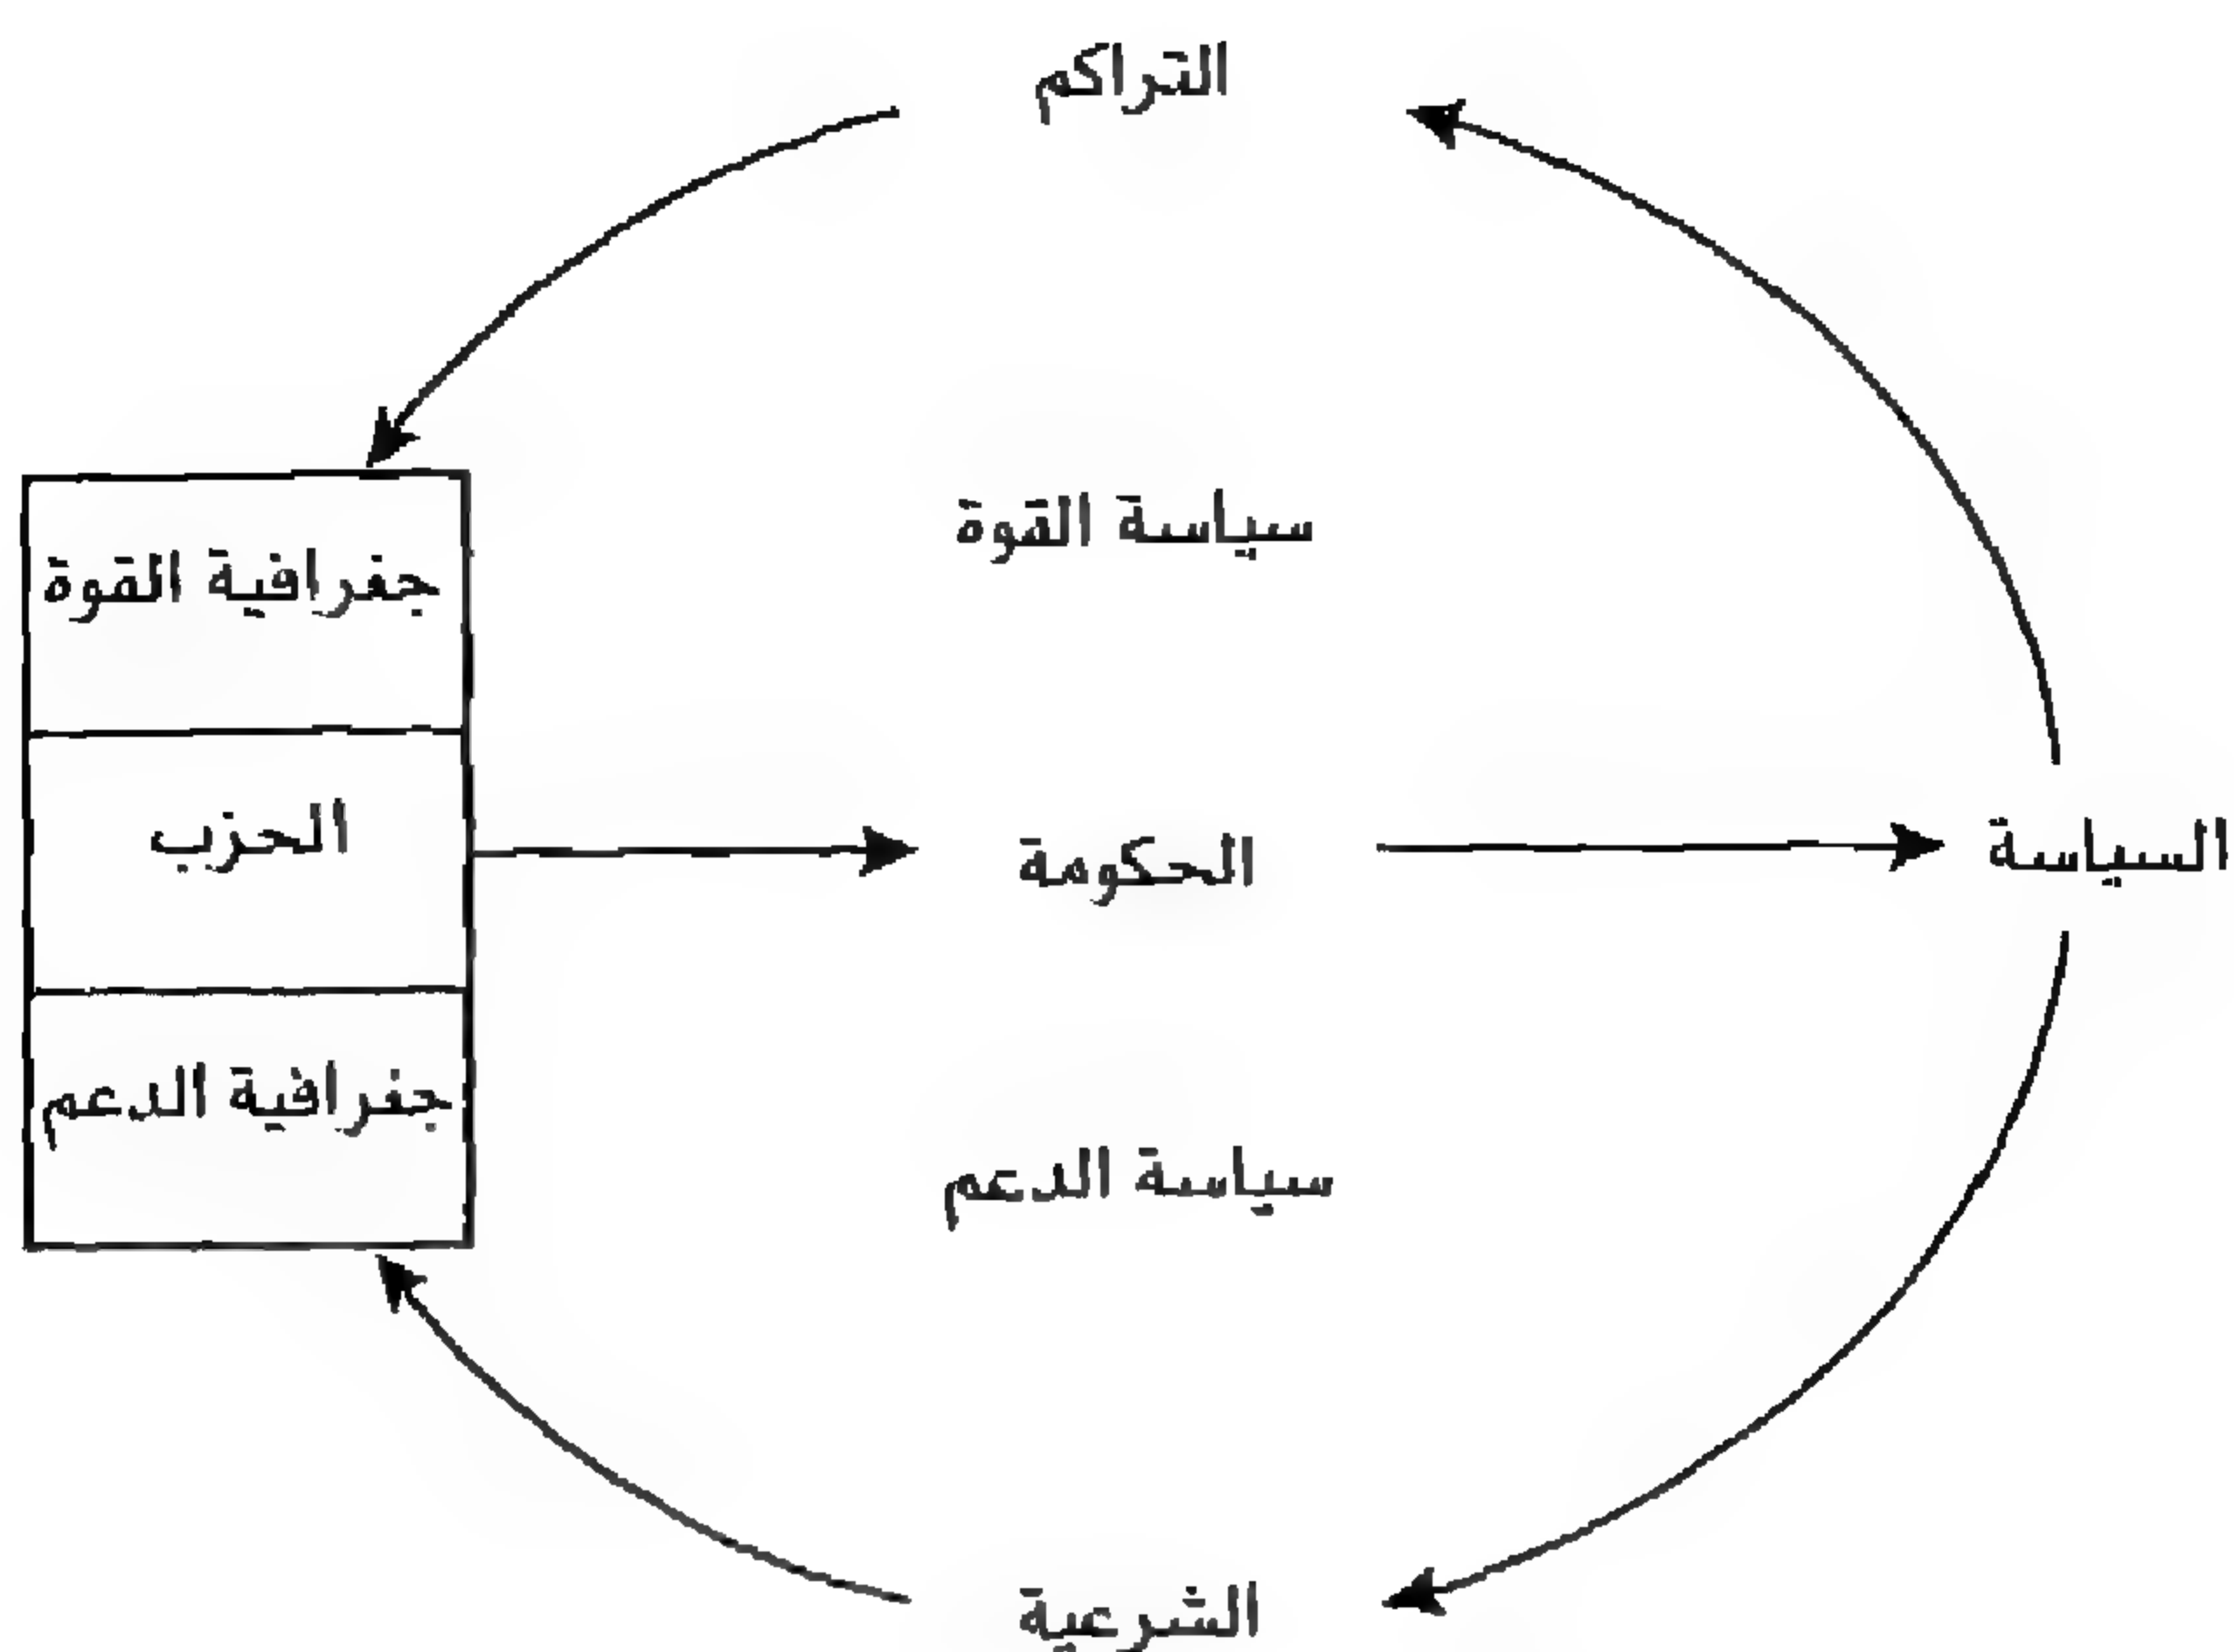 التراكم
سياسة القوة
جغرافية القوة
الحزب
الحكومة
السياسة
جغرافية الدعم
سياسة الدعم
الشرعية